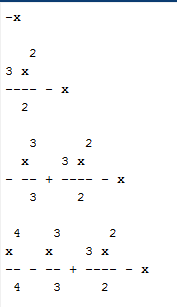 -x
   2
3 x
---- - x
  2
   3      2
  x    3 x
- -- + ---- - x
   3     2
 4    3      2
x    x    3 x
-- - -- + ---- - x
 4    3     2